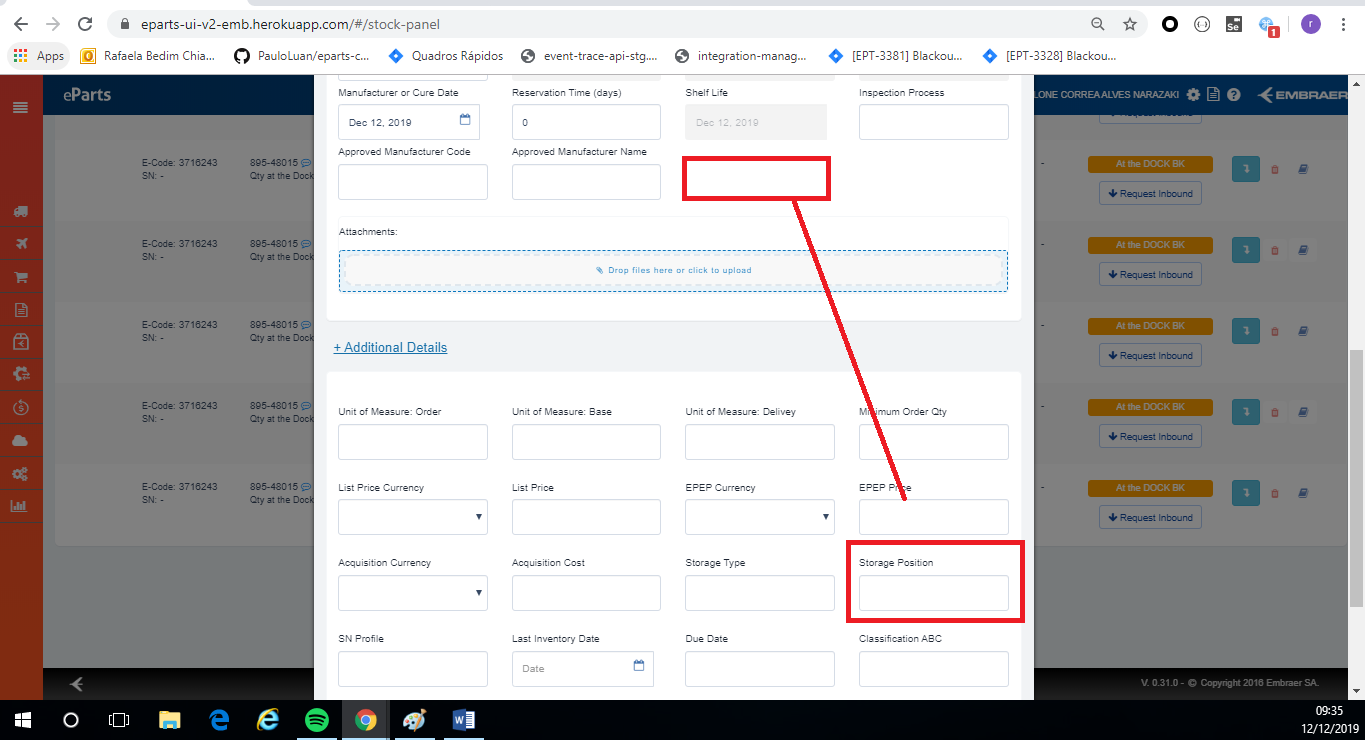 eparts-ui-v2-emb.herokuapp.com/#/stock-panel
Apps
Rafaela Bedim Chia...
PauloLuan/eparts-c...
Quadros Rápidos
event-trace-api-stg....
integration-manag...
[EPT-3381] Blackou...
[EPT-3328] Blackou...
Se
1
r
eParts
LONE CORREA ALVES NARAZAKI
EMBRAER
Manufacturer or Cure Date
Reservation Time (days)
Shelf Life
Inspection Process
Dec 12, 2019
0
Dec 12, 2019
Approved Manufacturer Code
Approved Manufacturer Name
Attachments:
Drop files here or click to upload
+ Additional Details
Unit of Measure: Order
Unit of Measure: Base
Unit of Measure: Delivey
Minimum Order Qty
List Price Currency
List Price
EPEP Currency
EPEP Price
Acquisition Currency
Acquisition Cost
Storage Type
Storage Position
SN Profile
Last Inventory Date
Due Date
Classification ABC
Date
E-Code: 3716243
SN: -
895-48015
Qty at the Dock
-
At the DOCK BK
Request Inbound
E-Code: 3716243
SN: -
895-48015
Qty at the Dock
-
At the DOCK BK
Request Inbound
E-Code: 3716243
SN: -
895-48015
Qty at the Dock
-
At the DOCK BK
Request Inbound
E-Code: 3716243
SN: -
895-48015
Qty at the Dock
-
At the DOCK BK
Request Inbound
E-Code: 3716243
SN: -
895-48015
Qty at the Dock
-
At the DOCK BK
Request Inbound
V. 0.31.0 - © Copyright 2016 Embraer SA.
09:35
12/12/2019